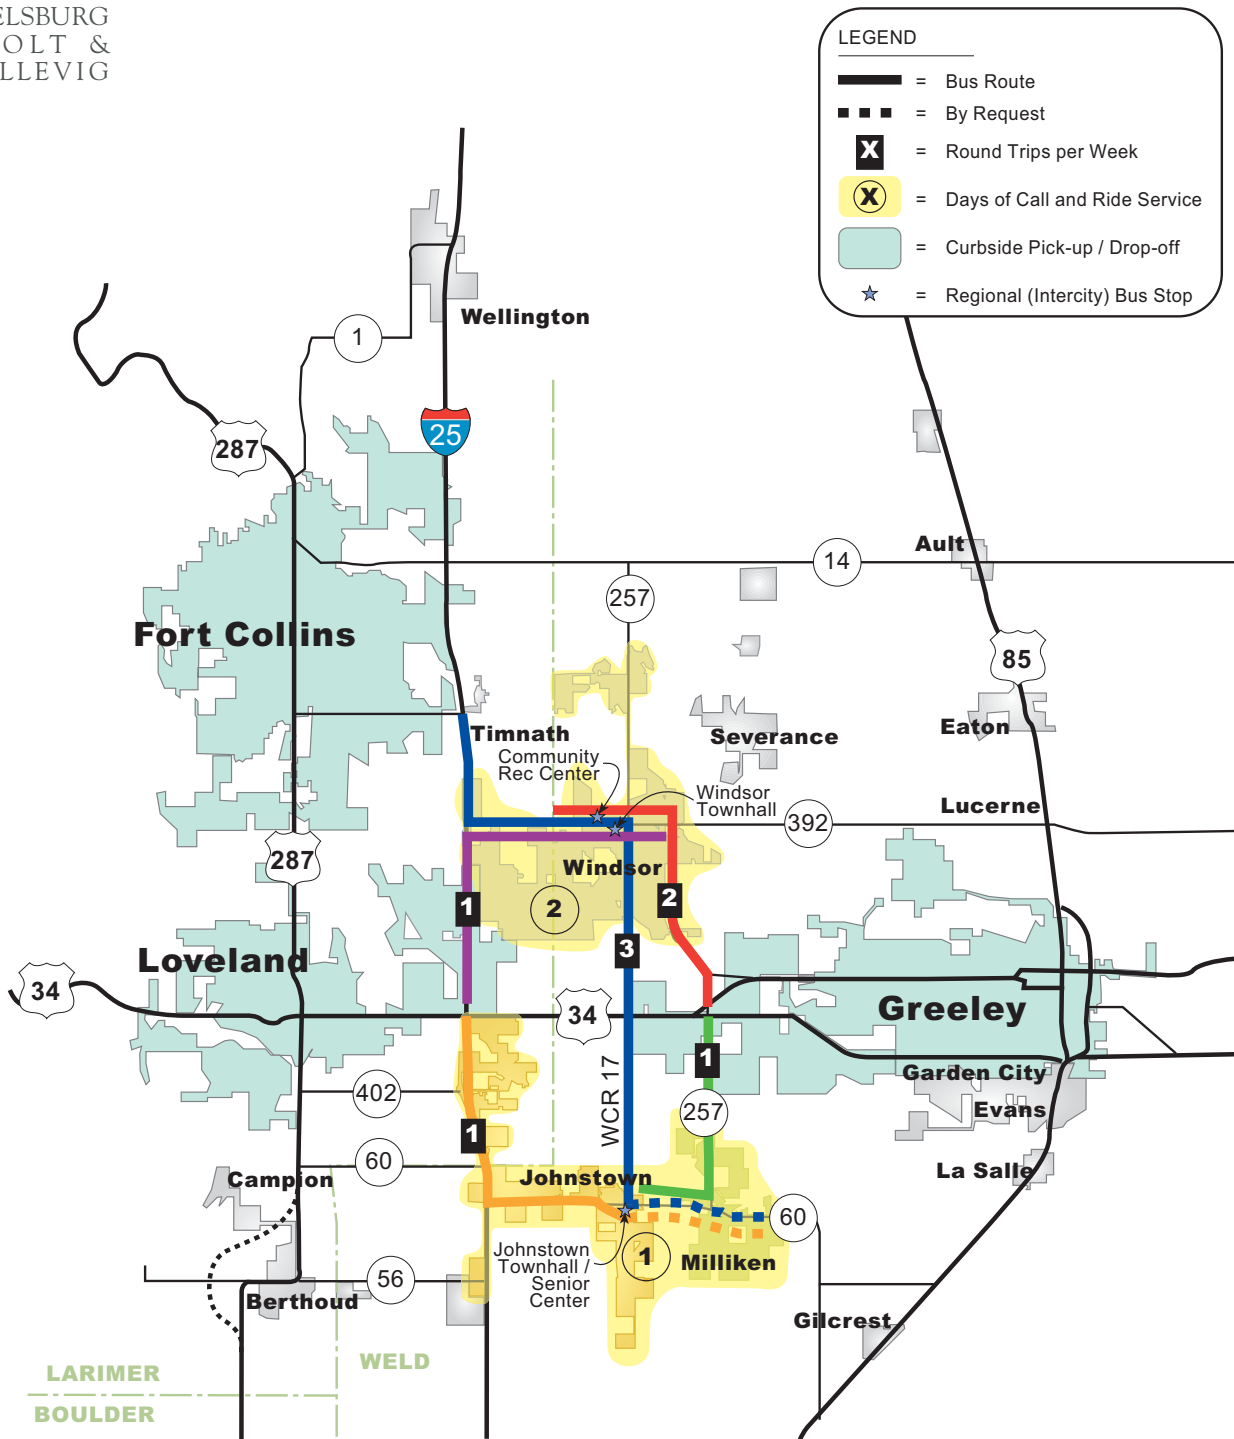 ELSBURG
OLT &
LLEVIG
LEGEND
= Bus Route
= By Request
X = Round Trips per Week
X = Days of Call and Ride Service
= Curbside Pick-up / Drop-off
= Regional (Intercity) Bus Stop
Wellington
1
25
287
Ault
14
257
Fort Collins
85
Timnath
Severance
Eaton
Community
Rec Center
Windsor
Townhall
Lucerne
392
287
Windsor
1
2
2
3
Loveland
34
Greeley
34
WCR 17
1
Garden City
402
257
Evans
1
60
Campion
Johnstown
La Salle
60
Johnstown
Townhall /
Senior
Center
1
Milliken
56
Berthoud
Gilcrest
WELD
LARIMER
BOULDER